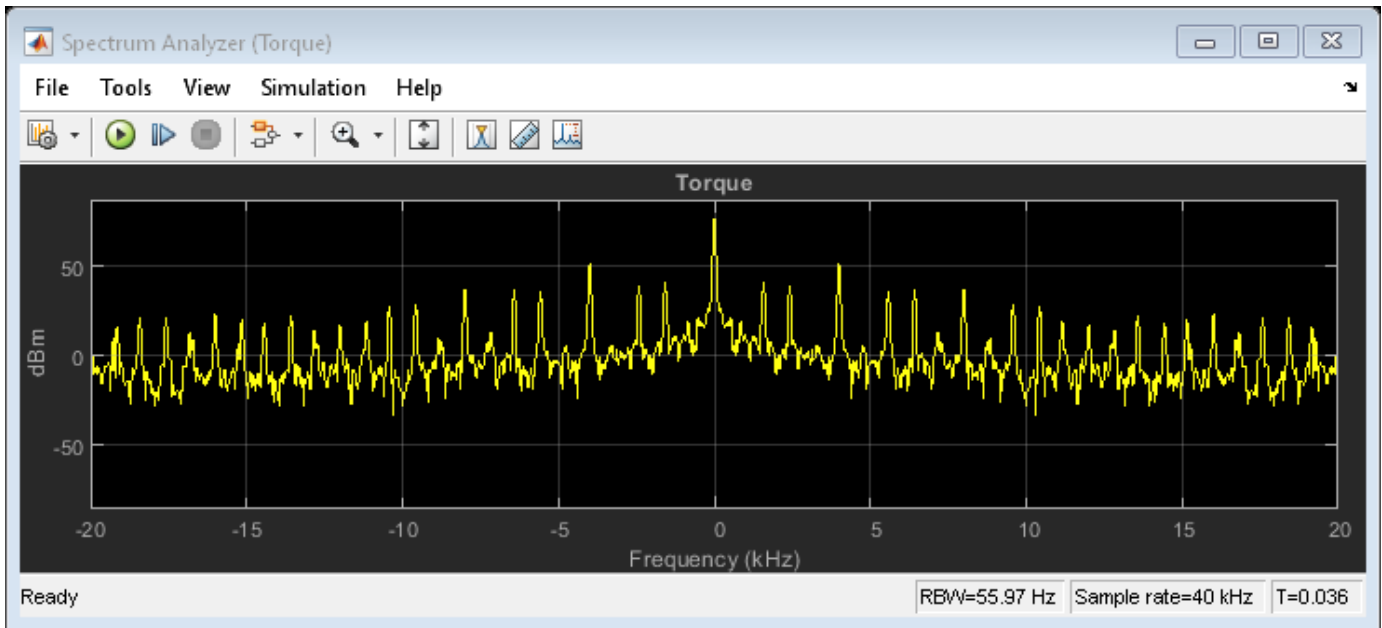 Spectrum Analyzer (Torque)
File Tools View Simulation Help
Torque
50
0
-50
dBm
-20 -15 -10 -5 0 5 10 15 20
Frequency (kHz)
Ready RBW=55.97 Hz Sample rate=40 kHz T=0.036